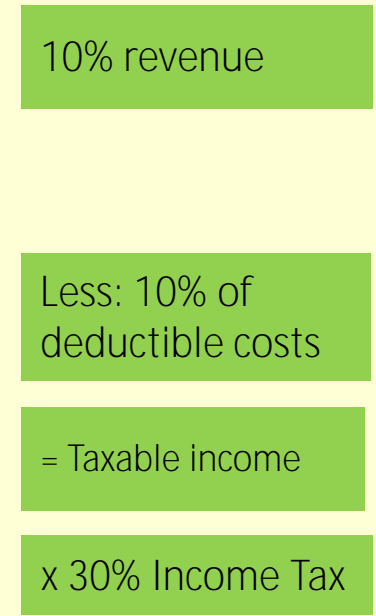 10% revenue
Less: 10% of
deductible costs
= Taxable income
x 30% Income Tax